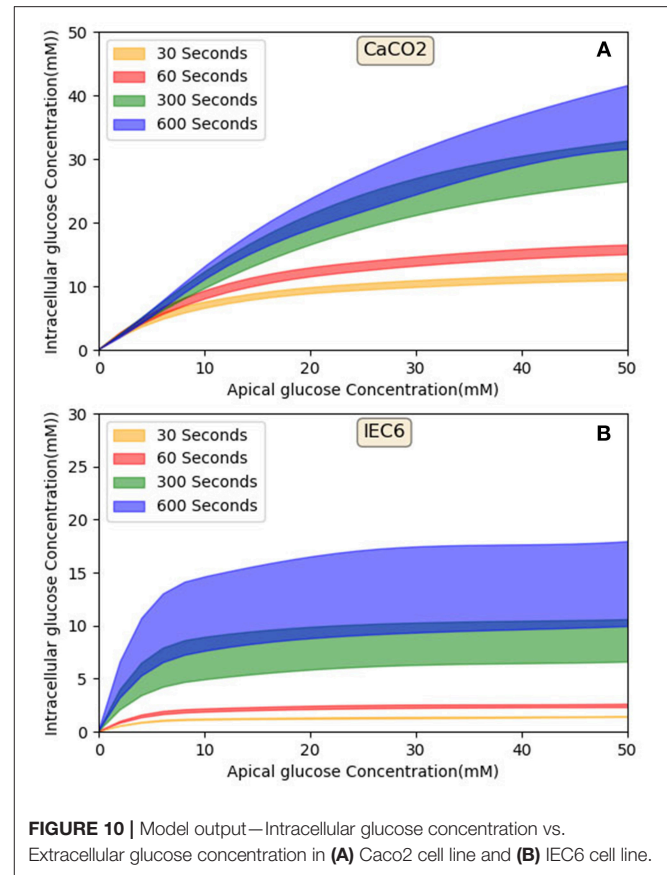 50
40
30
20
10
0
Intracellular glucose Concentration(mM))
30 Seconds
60 Seconds
300 Seconds
600 Seconds
CaCO2
A
0 10 20 30 40 50
Apical glucose Concentration(mM)
30
25
20
15
10
5
0
Intracellular glucose Concentration(mM))
30 Seconds
60 Seconds
300 Seconds
600 Seconds
IEC6
B
0 10 20 30 40 50
Apical glucose Concentration(mM)
FIGURE 10 | Model output—Intracellular glucose concentration vs.
Extracellular glucose concentration in (A) Caco2 cell line and (B) IEC6 cell line.